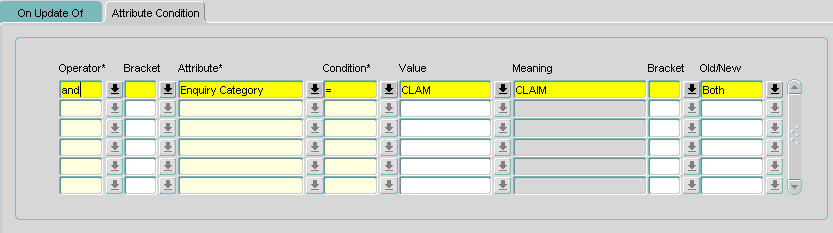 On Update Of Attribute Condition
Operator* Bracket Attribute* Condition* Value Meaning Bracket Old/New
and Enquiry Category = CLAM CLAIM Both